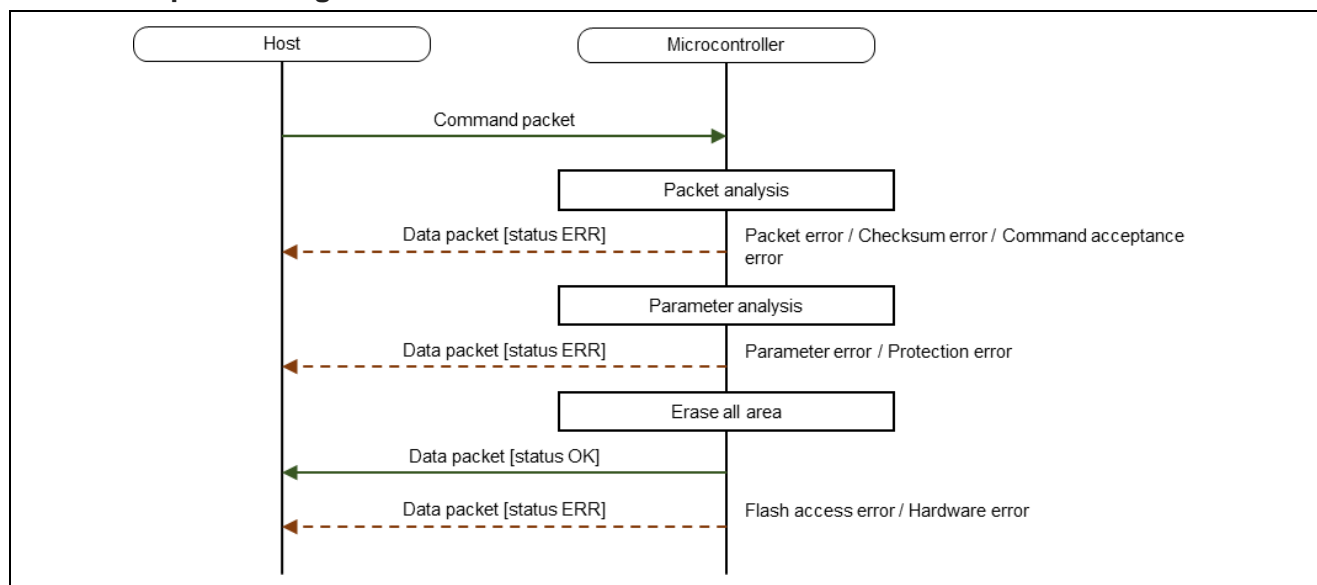 Host
Microcontroller
Command packet
Packet analysis
Data packet [status ERR]
Packet error / Checksum error / Command acceptance
error
Parameter analysis
Data packet [status ERR]
Parameter error / Protection error
Erase all area
Data packet [status OK]
Data packet [status ERR]
Flash access error / Hardware error